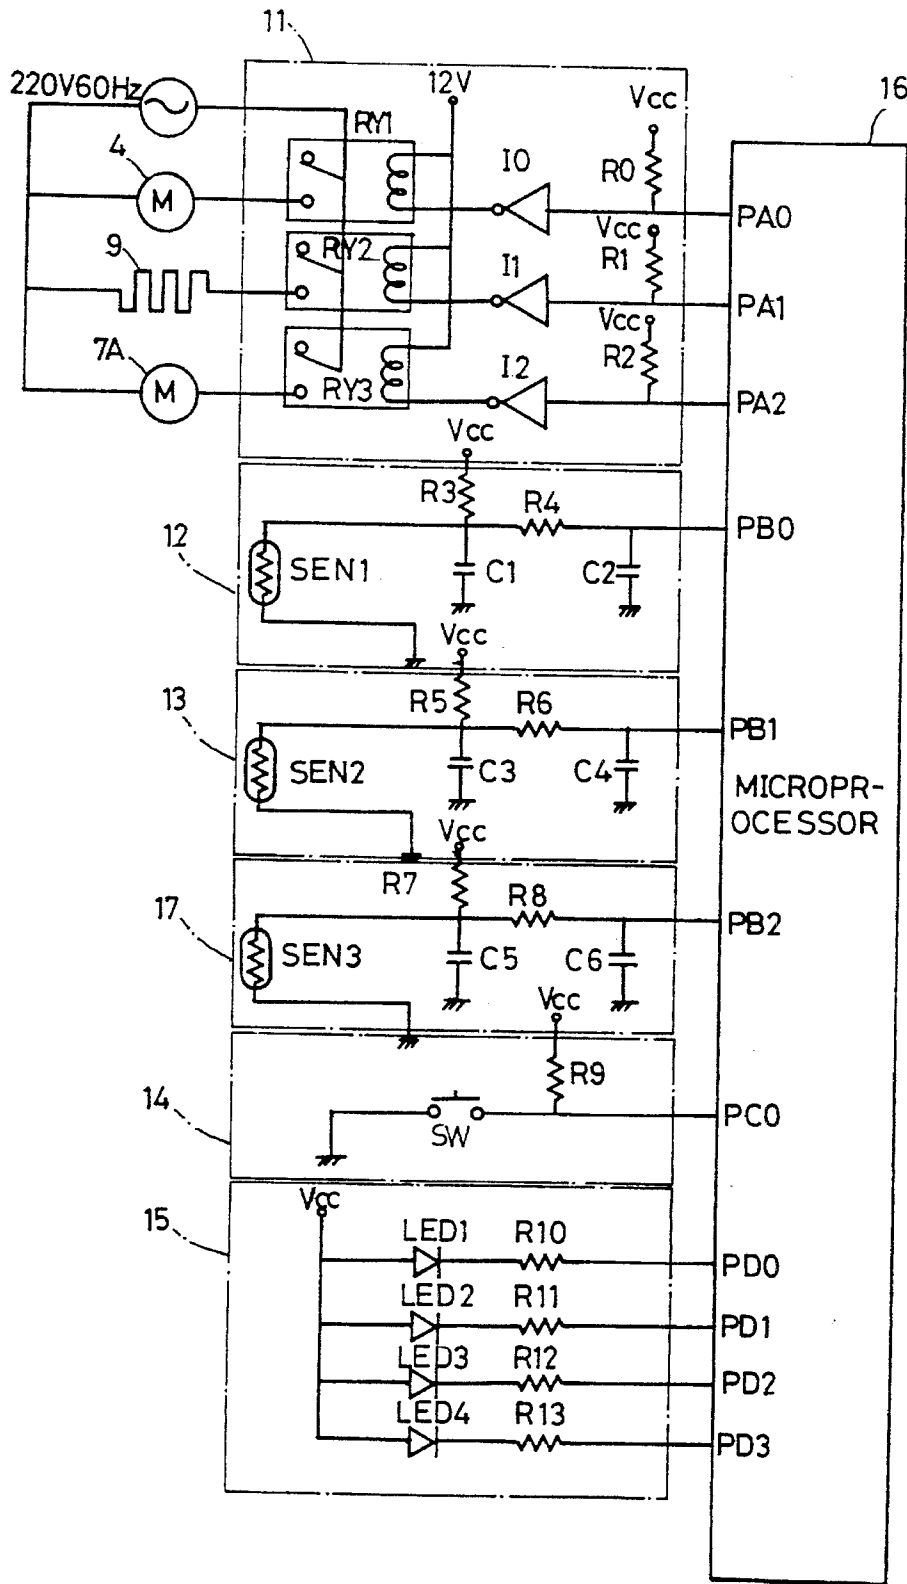 11
220V60Hz
12V
16
Vcc
RY1
4
I0
R0
M
PA0
Vcc
9
RY2
I1
R1
PA1
Vcc
7A
I2
R2
M
RY3
PA2
Vcc
R3
R4
12
PB0
SEN1
C1
C2
Vcc
13
R5
R6
PB1
SEN2
C3
C4
MICROPR-
OCESSOR
Vcc
R7
17
R8
PB2
SEN3
C5
C6
Vcc
R9
14
SW
PC0
Vcc
15
LED1
R10
PD0
LED2
R11
PD1
LED3
R12
PD2
LED4
R13
PD3